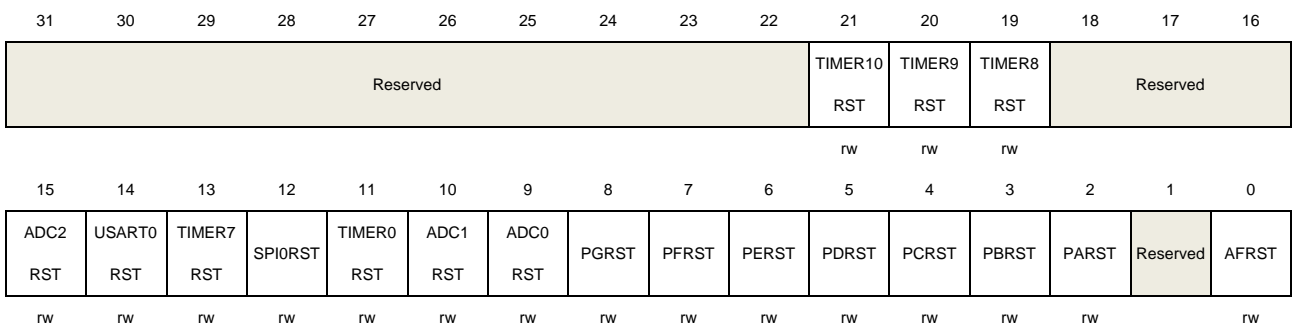 31 30 29 28 27 26 25 24 23 22 21 20 19 18 17 16
Reserved TIMER10 RST TIMER9 RST TIMER8 RST Reserved
rw rw rw
15 14 13 12 11 10 9 8 7 6 5 4 3 2 1 0
ADC2 RST USART0 RST TIMER7 RST SPI0RST TIMER0 RST ADC1 RST ADC0 RST PGRST PFRST PERST PDRST PCRST PBRST PARST Reserved AFRST
rw rw rw rw rw rw rw rw rw rw rw rw rw rw rw